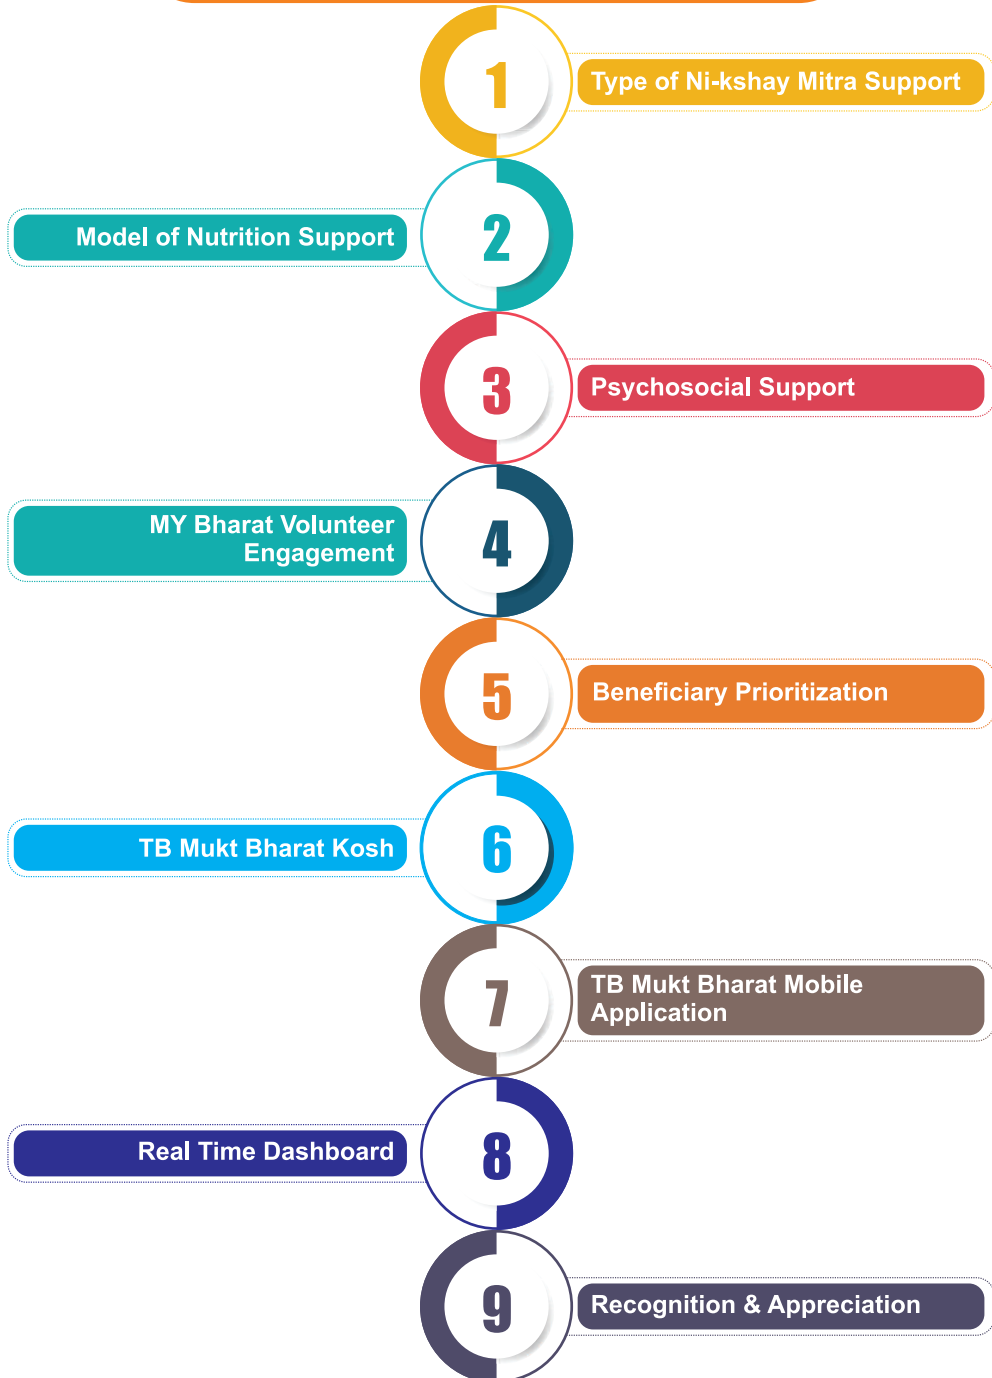 1
Type of Ni-kshay Mitra Support
2
Model of Nutrition Support
3
Psychosocial Support
4
MY Bharat Volunteer
Engagement
5
Beneficiary Prioritization
6
TB Mukt Bharat Kosh
7
TB Mukt Bharat Mobile
Application
8
Real Time Dashboard
9
Recognition & Appreciation